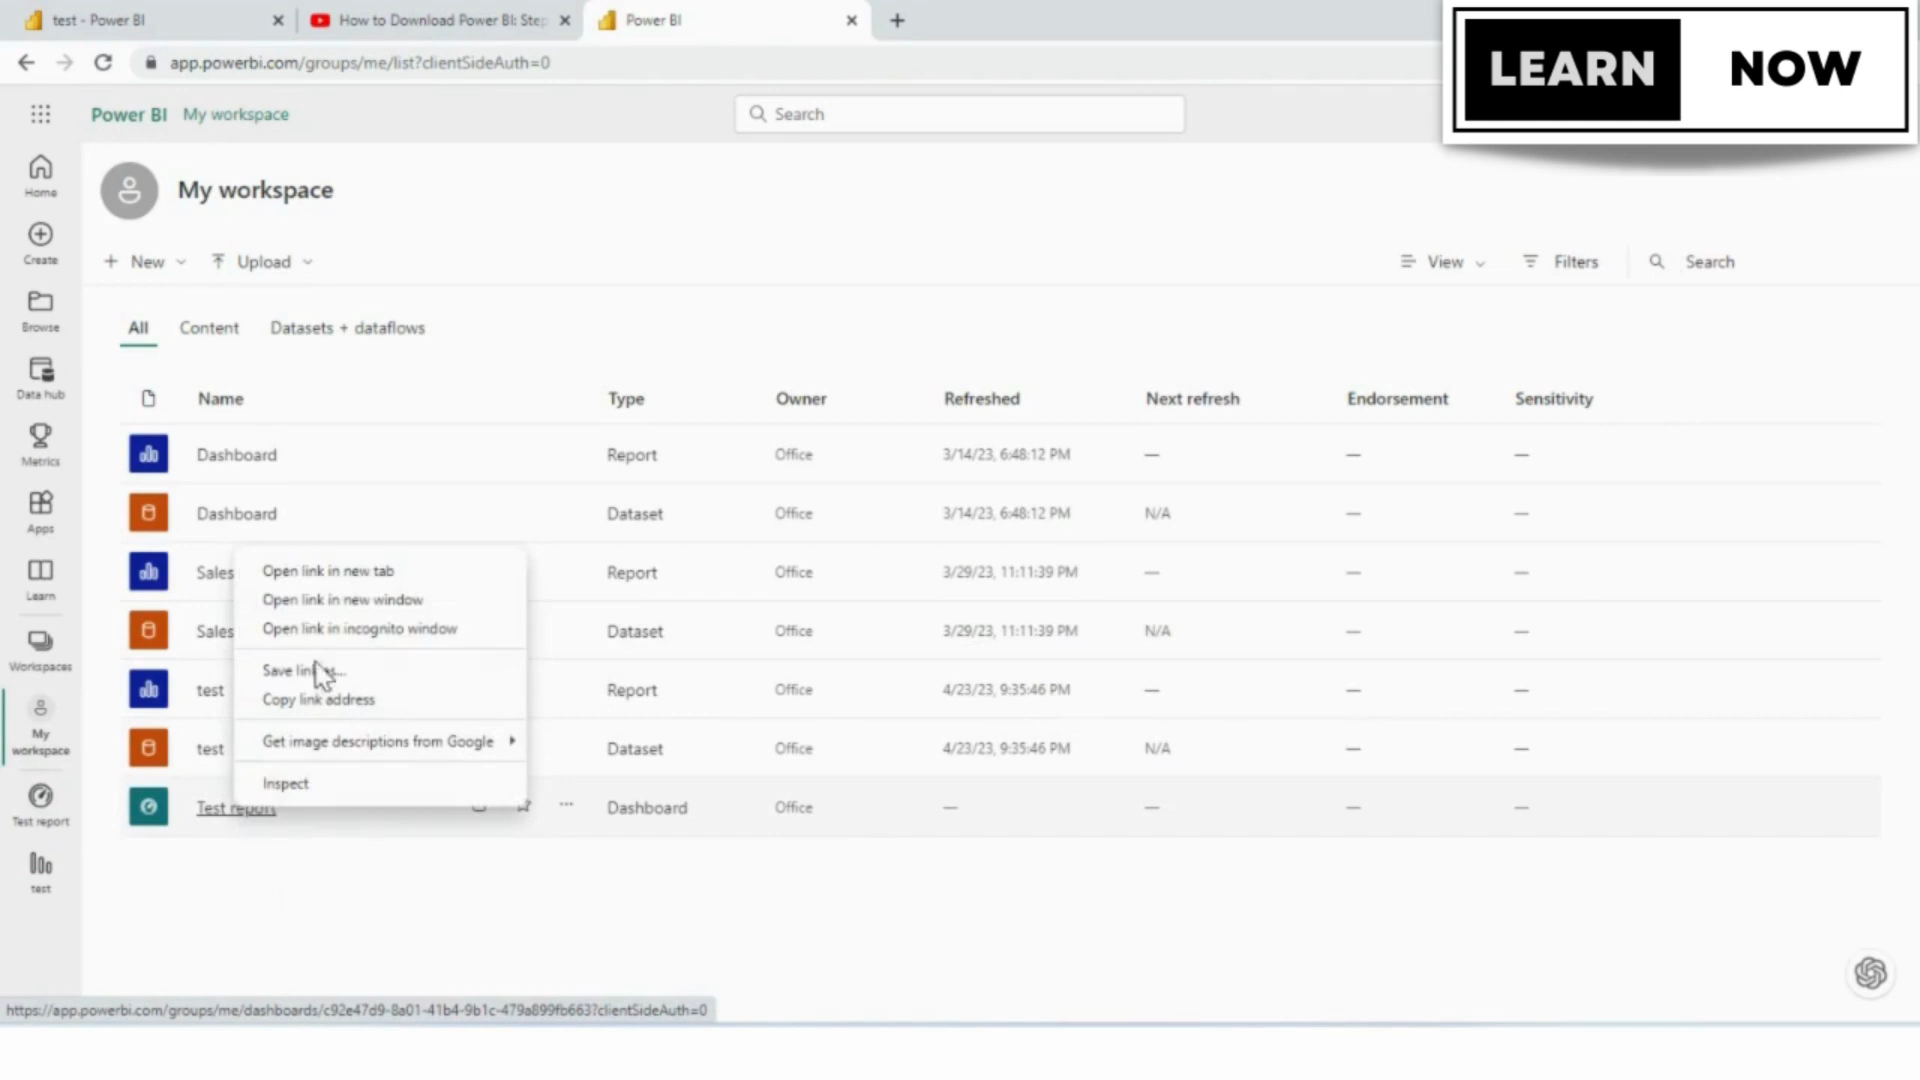 test - Power BI
How to Download Power BI: Step
Power BI
LEARN NOW
app.powerbi.com/groups/me/list?clientSideAuth=0
Power BI My workspace
Search
Home
My workspace
Create
New
Upload
View
Filters
Search
Browse
All
Content
Datasets + dataflows
Data hub
Name Type Owner Refreshed Next refresh Endorsement Sensitivity
Metrics
Dashboard Report Office 3/14/23, 6:48:12 PM — — —
Apps
Dashboard Dataset Office 3/14/23, 6:48:12 PM N/A — —
Learn
Sales Report Office 3/29/23, 11:11:39 PM — — —
Sales Dataset Office 3/29/23, 11:11:39 PM N/A — —
Workspaces
test Report Office 4/23/23, 9:35:46 PM — — —
My
workspace
test Dataset Office 4/23/23, 9:35:46 PM N/A — —
Test report Dashboard Office — — — —
Open link in new tab
Open link in new window
Open link in incognito window
Save link as...
Copy link address
Get image descriptions from Google
Inspect
Test report
test
https://app.powerbi.com/groups/me/dashboards/c92e47d9-8a01-41b4-9b1c-479a899fb663?clientSideAuth=0